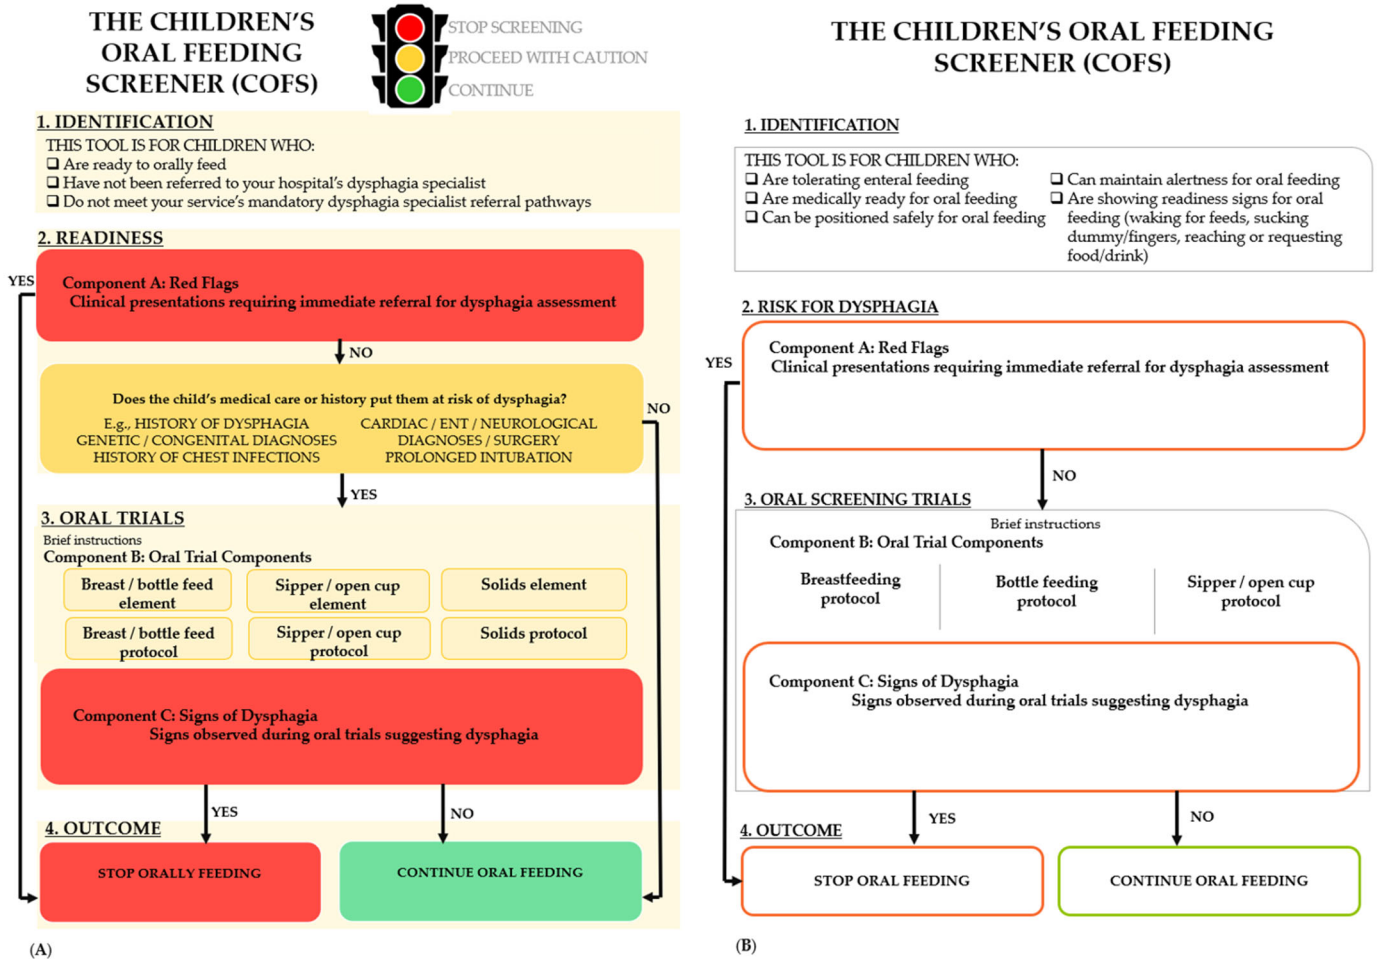 THE CHILDREN'S
ORAL FEEDING
SCREENER (COFS)
STOP SCREENING
PROCEED WITH CAUTION
CONTINUE
1. IDENTIFICATION
THIS TOOL IS FOR CHILDREN WHO:
❑ Are ready to orally feed
❑ Have not been referred to your hospital's dysphagia specialist
❑ Do not meet your service's mandatory dysphagia specialist referral pathways
2. READINESS
YES
Component A: Red Flags
Clinical presentations requiring immediate referral for dysphagia assessment
NO
Does the child's medical care or history put them at risk of dysphagia?
E.g., HISTORY OF DYSPHAGIA
GENETIC / CONGENITAL DIAGNOSES
HISTORY OF CHEST INFECTIONS
CARDIAC / ENT / NEUROLOGICAL
DIAGNOSES / SURGERY
PROLONGED INTUBATION
NO
YES
3. ORAL TRIALS
Brief instructions
Component B: Oral Trial Components
Breast / bottle feed
element
Sipper / open cup
element
Solids element
Breast / bottle feed
protocol
Sipper / open cup
protocol
Solids protocol
Component C: Signs of Dysphagia
Signs observed during oral trials suggesting dysphagia
YES
NO
4. OUTCOME
STOP ORALLY FEEDING
CONTINUE ORAL FEEDING
(A)
THE CHILDREN'S ORAL FEEDING
SCREENER (COFS)
1. IDENTIFICATION
THIS TOOL IS FOR CHILDREN WHO:
❑ Are tolerating enteral feeding
❑ Are medically ready for oral feeding
❑ Can be positioned safely for oral feeding
❑ Can maintain alertness for oral feeding
❑ Are showing readiness signs for oral
feeding (waking for feeds, sucking
dummy/fingers, reaching or requesting
food/drink)
2. RISK FOR DYSPHAGIA
YES
Component A: Red Flags
Clinical presentations requiring immediate referral for dysphagia assessment
NO
3. ORAL SCREENING TRIALS
Brief instructions
Component B: Oral Trial Components
Breastfeeding
protocol
Bottle feeding
protocol
Sipper / open cup
protocol
Component C: Signs of Dysphagia
Signs observed during oral trials suggesting dysphagia
YES
NO
4. OUTCOME
STOP ORAL FEEDING
CONTINUE ORAL FEEDING
(B)